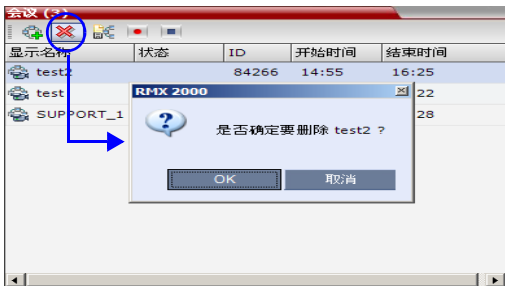 会议 (3)
显示名称 状态 ID 开始时间 结束时间
test2 84266 14:55 16:25
test 22
SUPPORT_1 28
RMX 2000
是否确定要删除 test2 ?
OK 取消